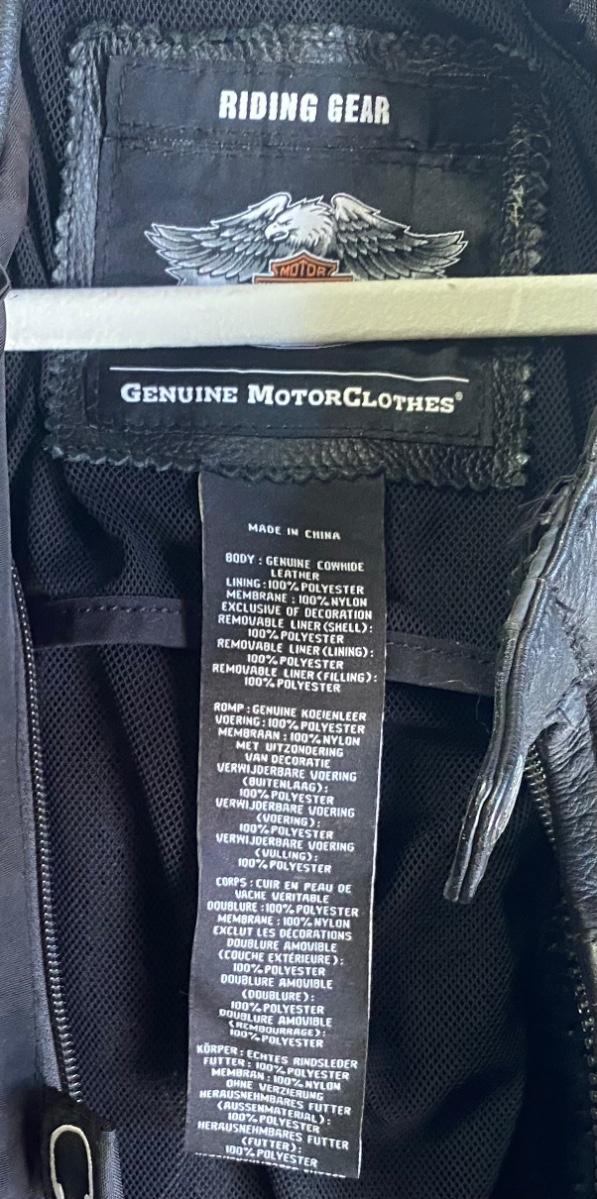 RIDING GEAR
MOTOR
GENUINE MOTORCLOTHES®
MADE IN CHINA
BODY : GENUINE COWHIDE
LEATHER
LINING :100% POLYESTER
MEMBRANE : 100% NYLON
EXCLUSIVE OF DECORATION
REMOVABLE LINER (SHELL) :
100% POLYESTER
REMOVABLE LINER (LINING) :
100% POLYESTER
REMOVABLE LINER (FILLING) :
100% POLYESTER
ROMP : GENUINE KOEIENLEER
VOERING : 100% POLYESTER
MEMBRAAN : 100% NYLON
MET UITZONDERING
VAN DECORATIE
VERWIJDERBARE VOERING
(BUITENLAAG) :
100% POLYESTER
VERWIJDERBARE VOERING
(VOERING) :
100% POLYESTER
VERWIJDERBARE VOERING
(VULLING) :
100% POLYESTER
CORPS : CUIR EN PEAU DE
VACHE VERITABLE
DOUBLURE :100% POLYESTER
MEMBRANE : 100% NYLON
EXCLUT LES DÉCORATIONS
DOUBLURE AMOVIBLE
(COUCHE EXTÉRIEURE) :
100% POLYESTER
DOUBLURE AMOVIBLE
(DOUBLURE) :
100% POLYESTER
DOUBLURE AMOVIBLE
(REMBOURRAGE) :
100% POLYESTER
KÖRPER : ECHTES RINDSLEDER
FUTTER : 100% POLYESTER
MEMBRAN : 100% NYLON
OHNE VERZIERUNG
HERAUSNEHMBARES FUTTER
(AUSSENMATERIAL) :
100% POLYESTER
HERAUSNEHMBARES FUTTER
(FUTTER) :
100% POLYESTER